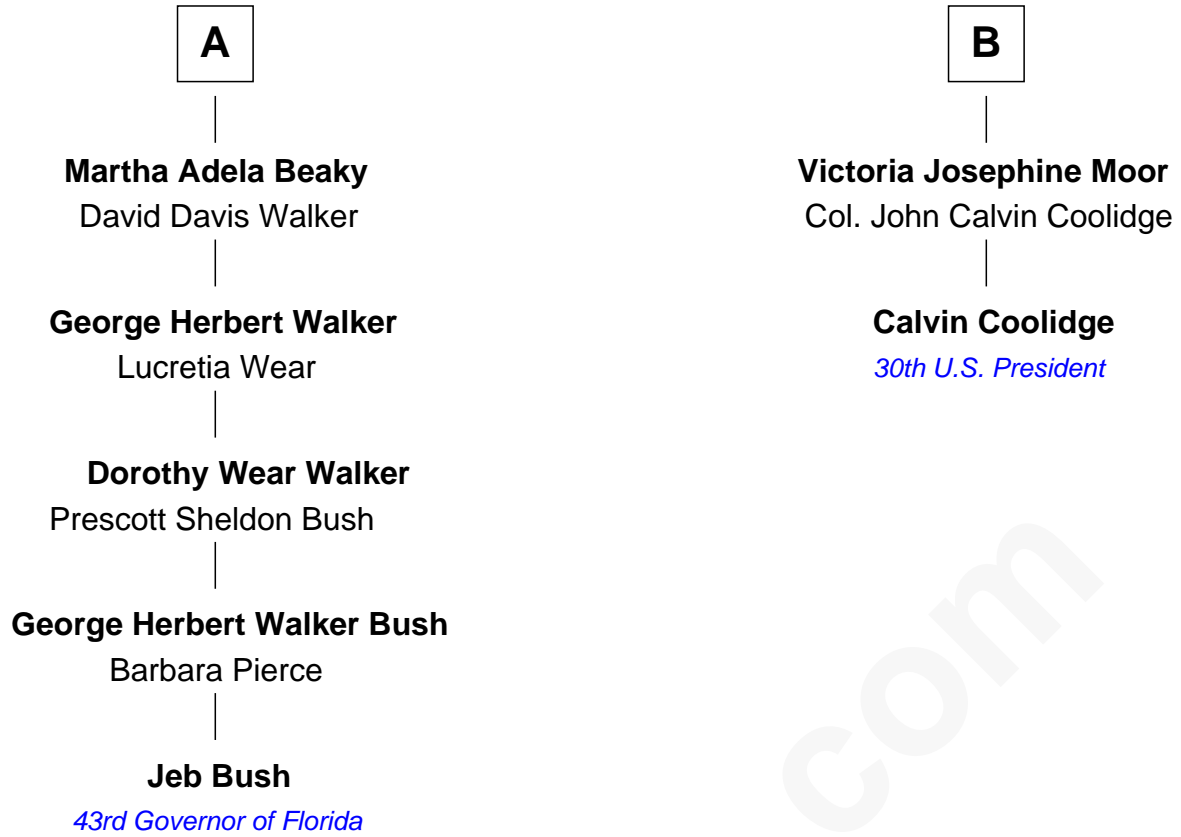 A
Martha Adela Beaky
David Davis Walker
George Herbert Walker
Lucretia Wear
Dorothy Wear Walker
Prescott Sheldon Bush
George Herbert Walker Bush
Barbara Pierce
Jeb Bush
43rd Governor of Florida
B
Victoria Josephine Moor
Col. John Calvin Coolidge
Calvin Coolidge
30th U.S. President
com